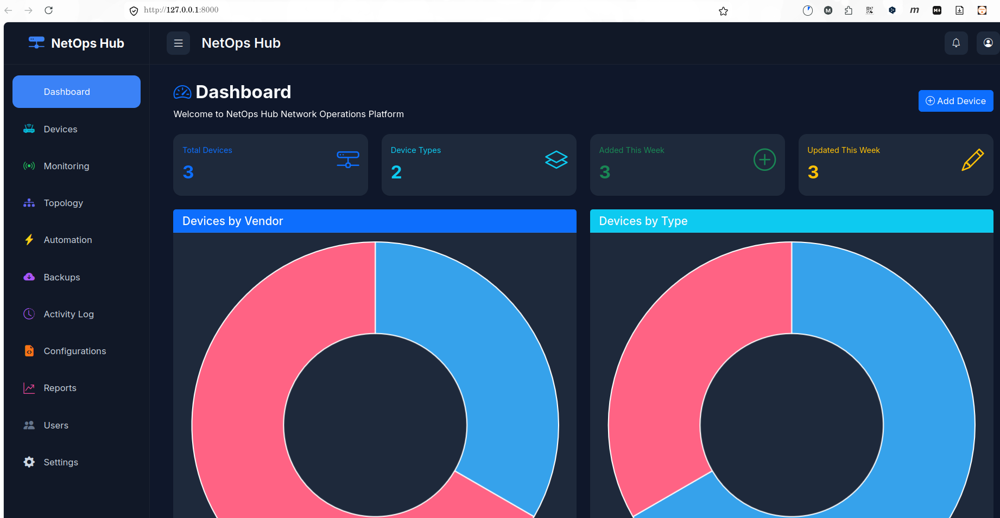 http://127.0.0.1:8000
M
m
NetOps Hub
NetOps Hub
Dashboard
Devices
Monitoring
Topology
Automation
Backups
Activity Log
Configurations
Reports
Users
Settings
Dashboard
Welcome to NetOps Hub Network Operations Platform
Add Device
Total Devices
3
Device Types
2
Added This Week
3
Updated This Week
3
Devices by Vendor
Devices by Type